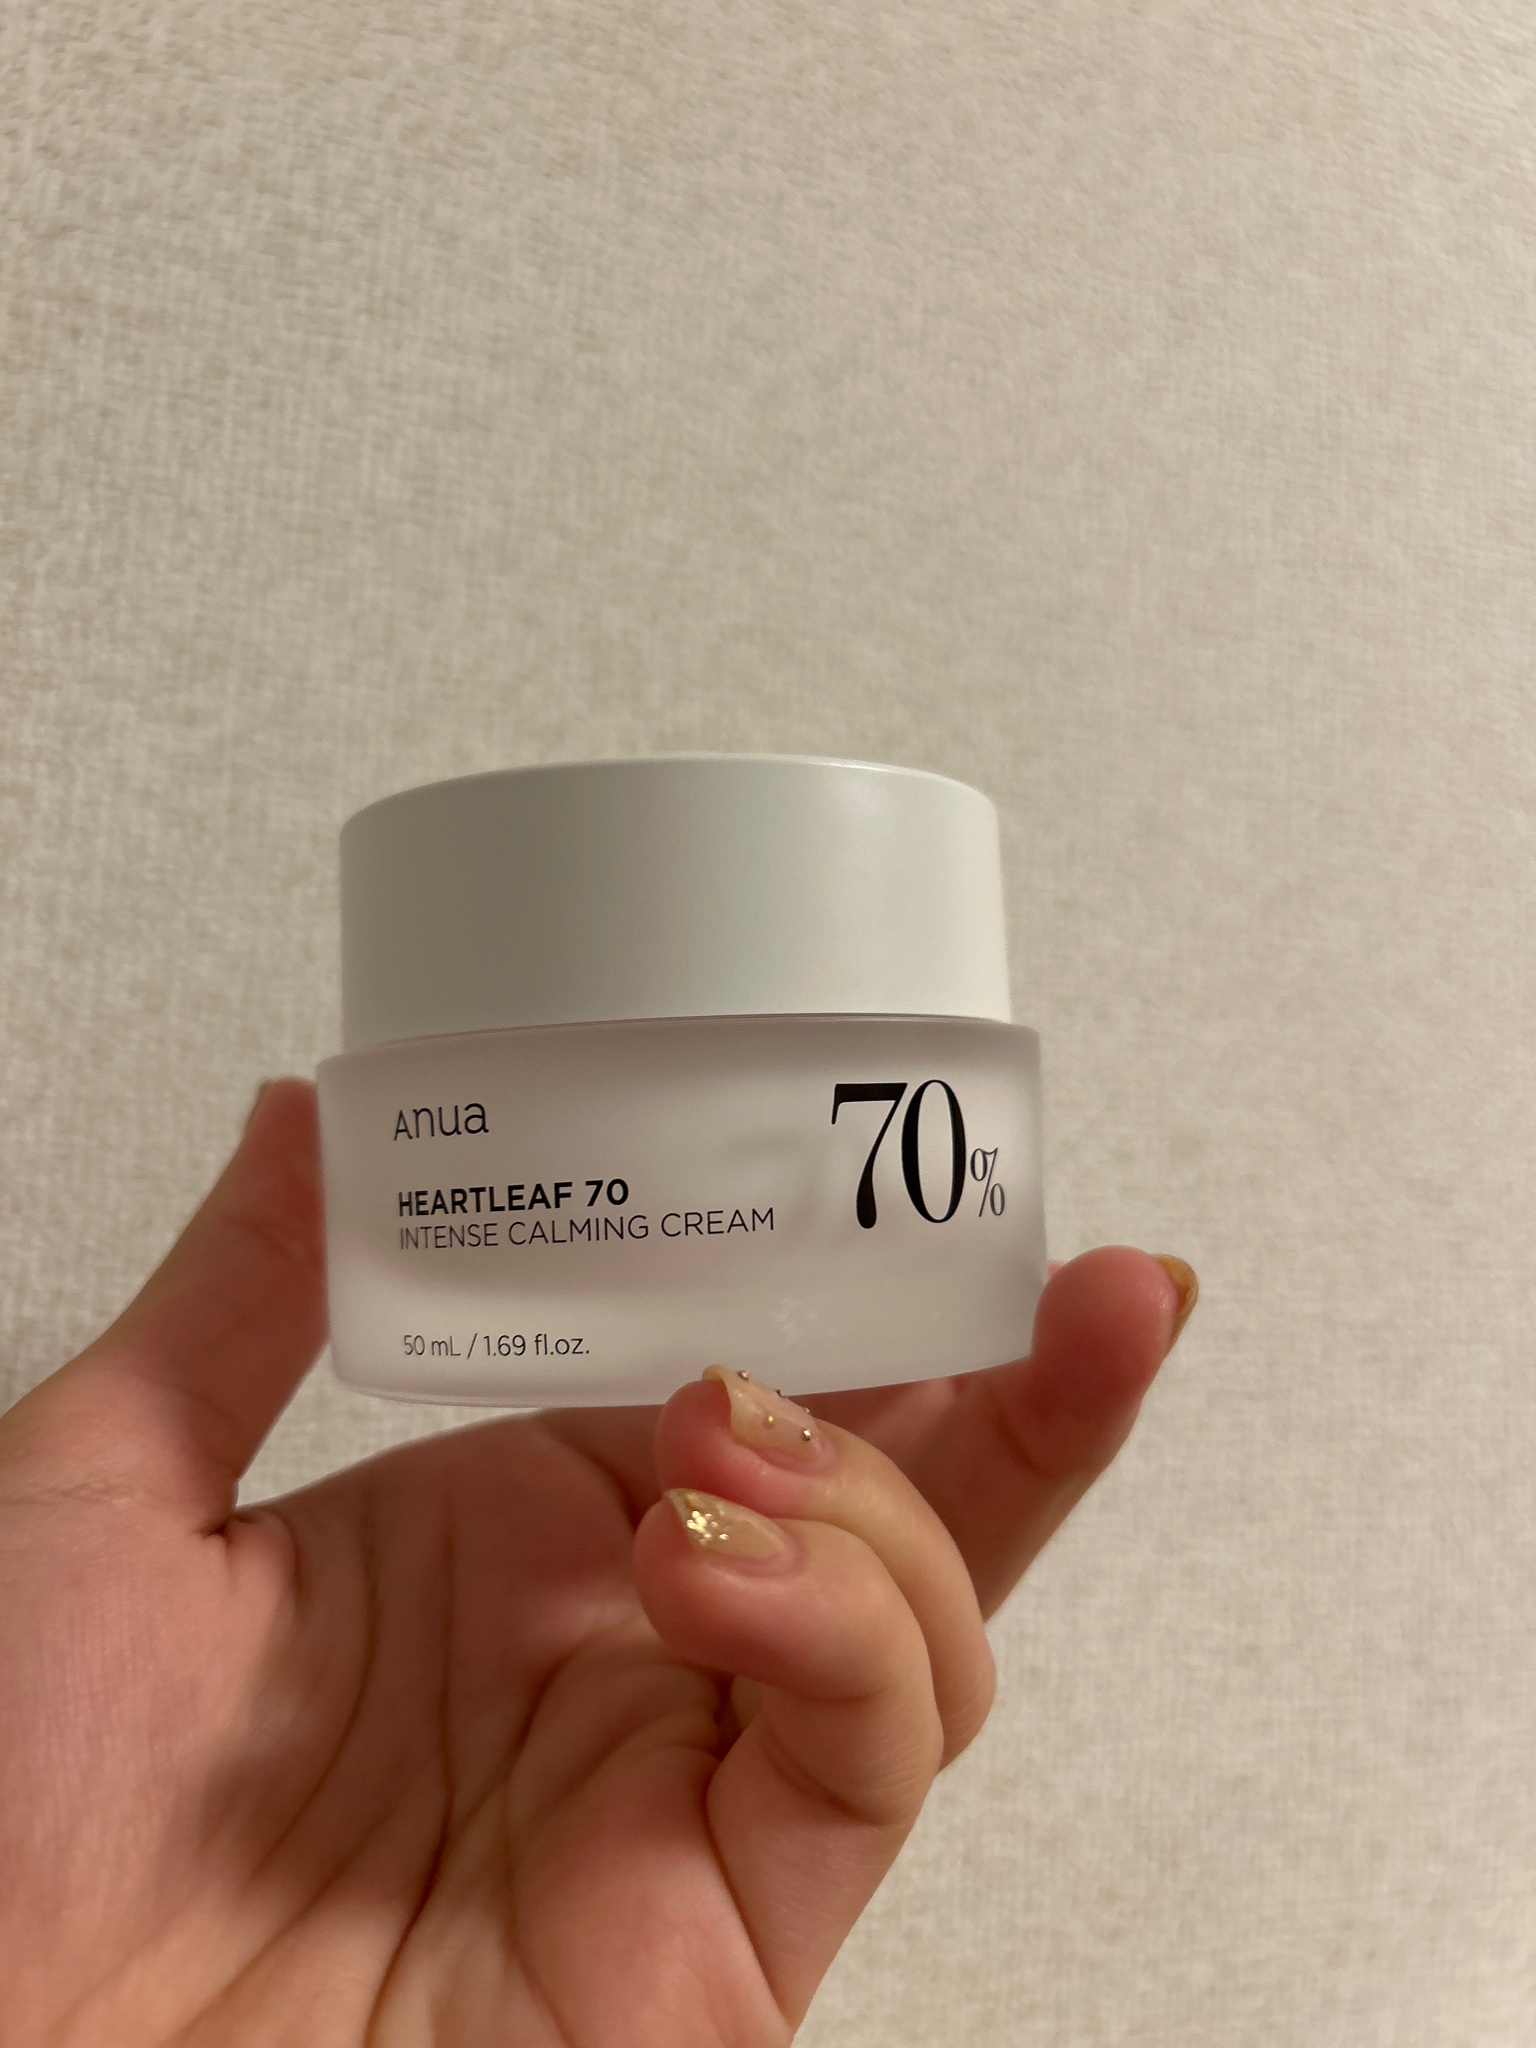 Anua
70%
HEARTLEAF 70
INTENSE CALMING CREAM
50 mL / 1.69 fl.oz.